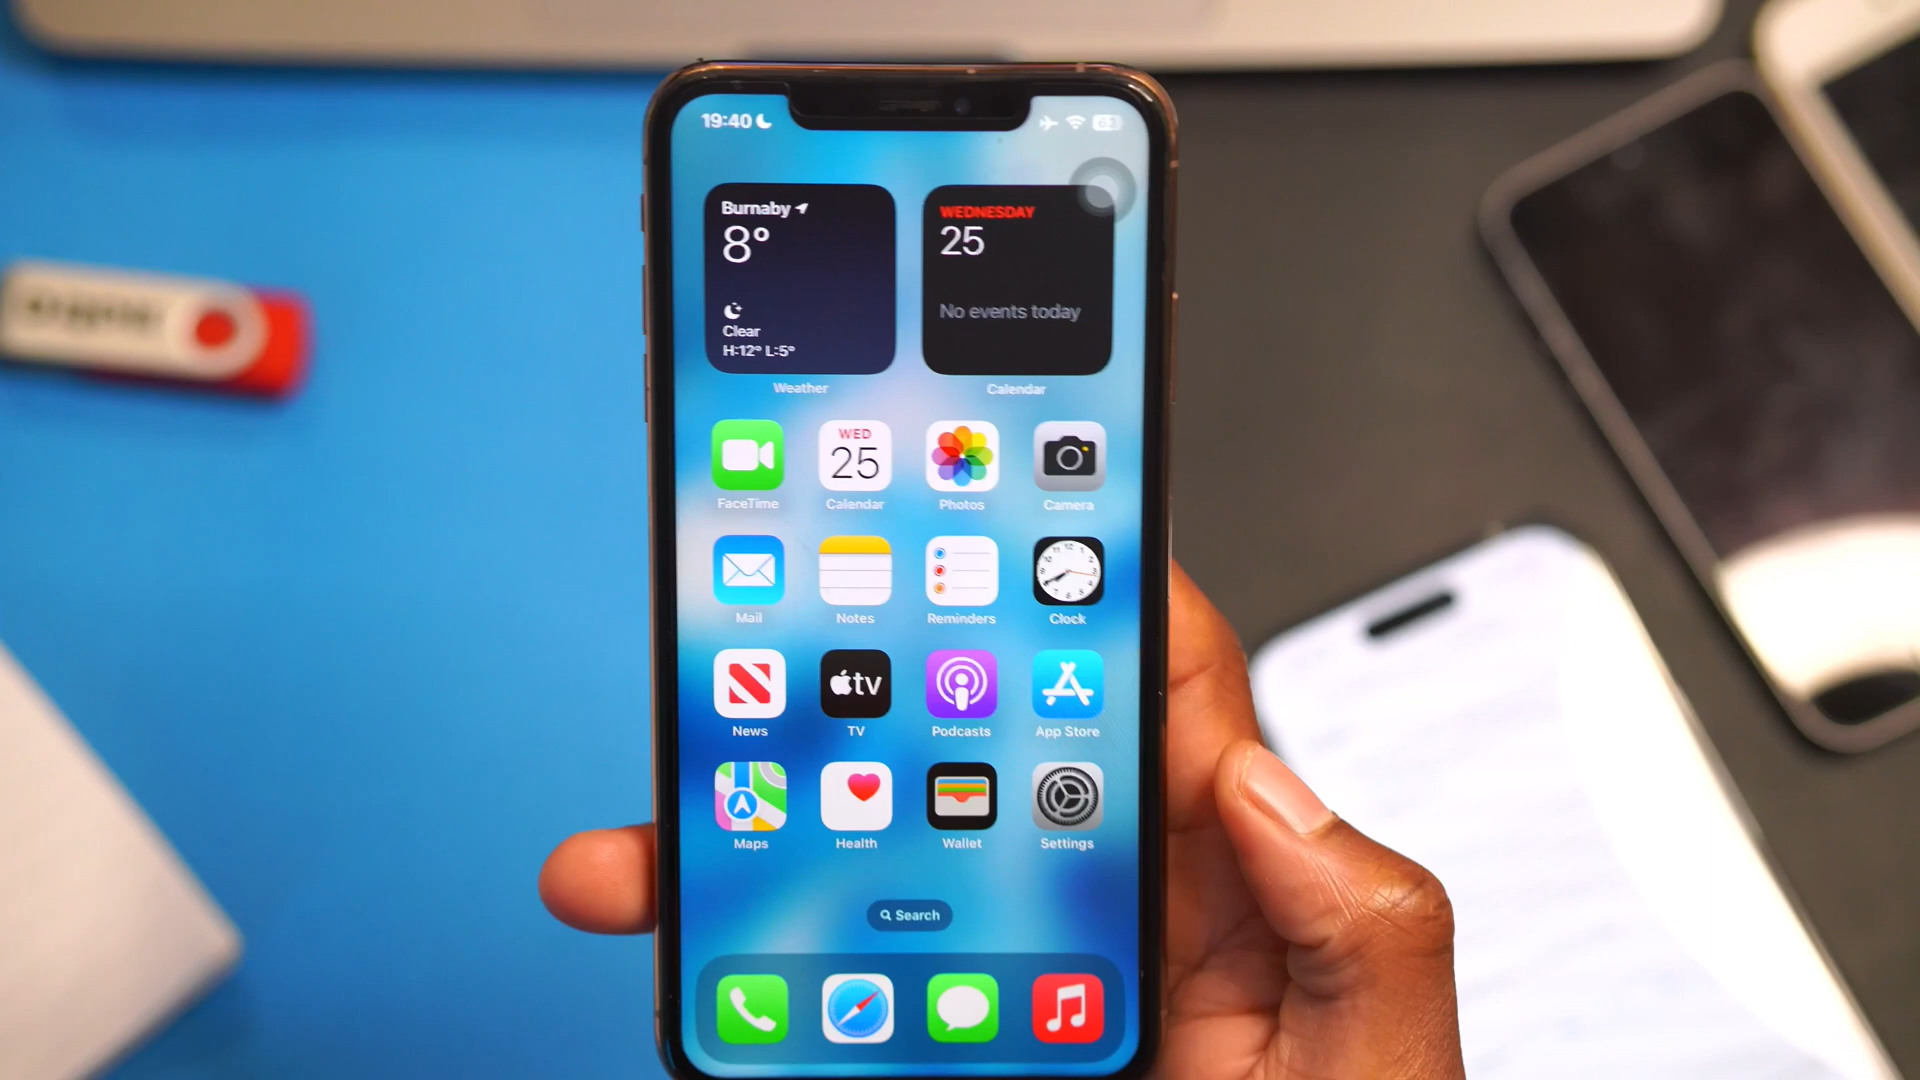 19:40
63
Burnaby
8°
Clear
H:12° L:5°
Weather
WEDNESDAY
25
No events today
Calendar
FaceTime
WED
25
Calendar
Photos
Camera
Mail
Notes
Reminders
Clock
News
tv
TV
Podcasts
App Store
Maps
Health
Wallet
Settings
Search